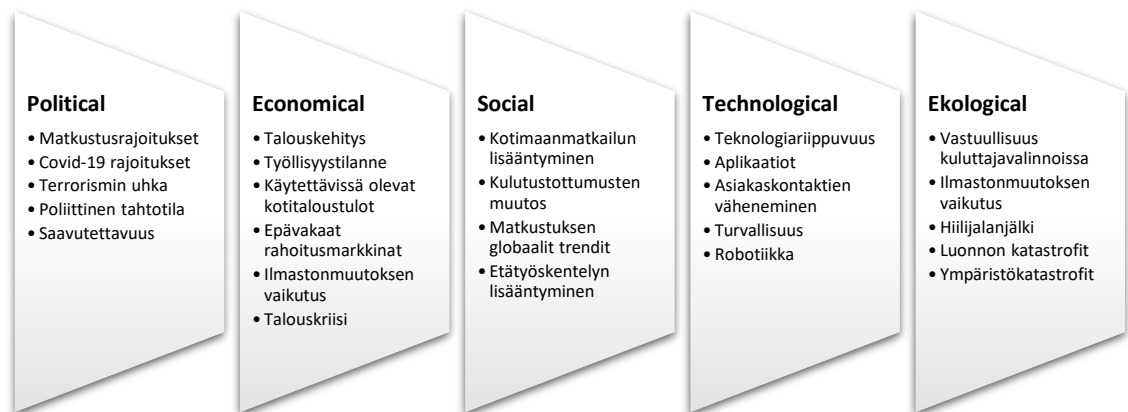 Political
• Matkustusrajoitukset
• Covid-19 rajoitukset
• Terrorismin uhka
• Poliittinen tahtotila
• Saavutettavuus
Economical
• Talouskehitys
• Työllisyystilanne
• Käytettävissä olevat
kotitaloustulot
• Epävakaat
rahoitusmarkkinat
• Ilmastonmuutoksen
vaikutus
• Talouskriisi
Social
• Kotimaanmatkailun
lisääntyminen
• Kulutustottumusten
muutos
• Matkustuksen
globaalit trendit
• Etätyöskentelyn
lisääntyminen
Technological
• Teknologiariippuvuus
• Aplikaatiot
• Asiakaskontaktien
väheneminen
• Turvallisuus
• Robotiikka
Ekological
• Vastuullisuus
kuluttajavalinnoissa
• Ilmastonmuutoksen
vaikutus
• Hiilijalanjälki
• Luonnon katastrofit
• Ympäristökatastrofit